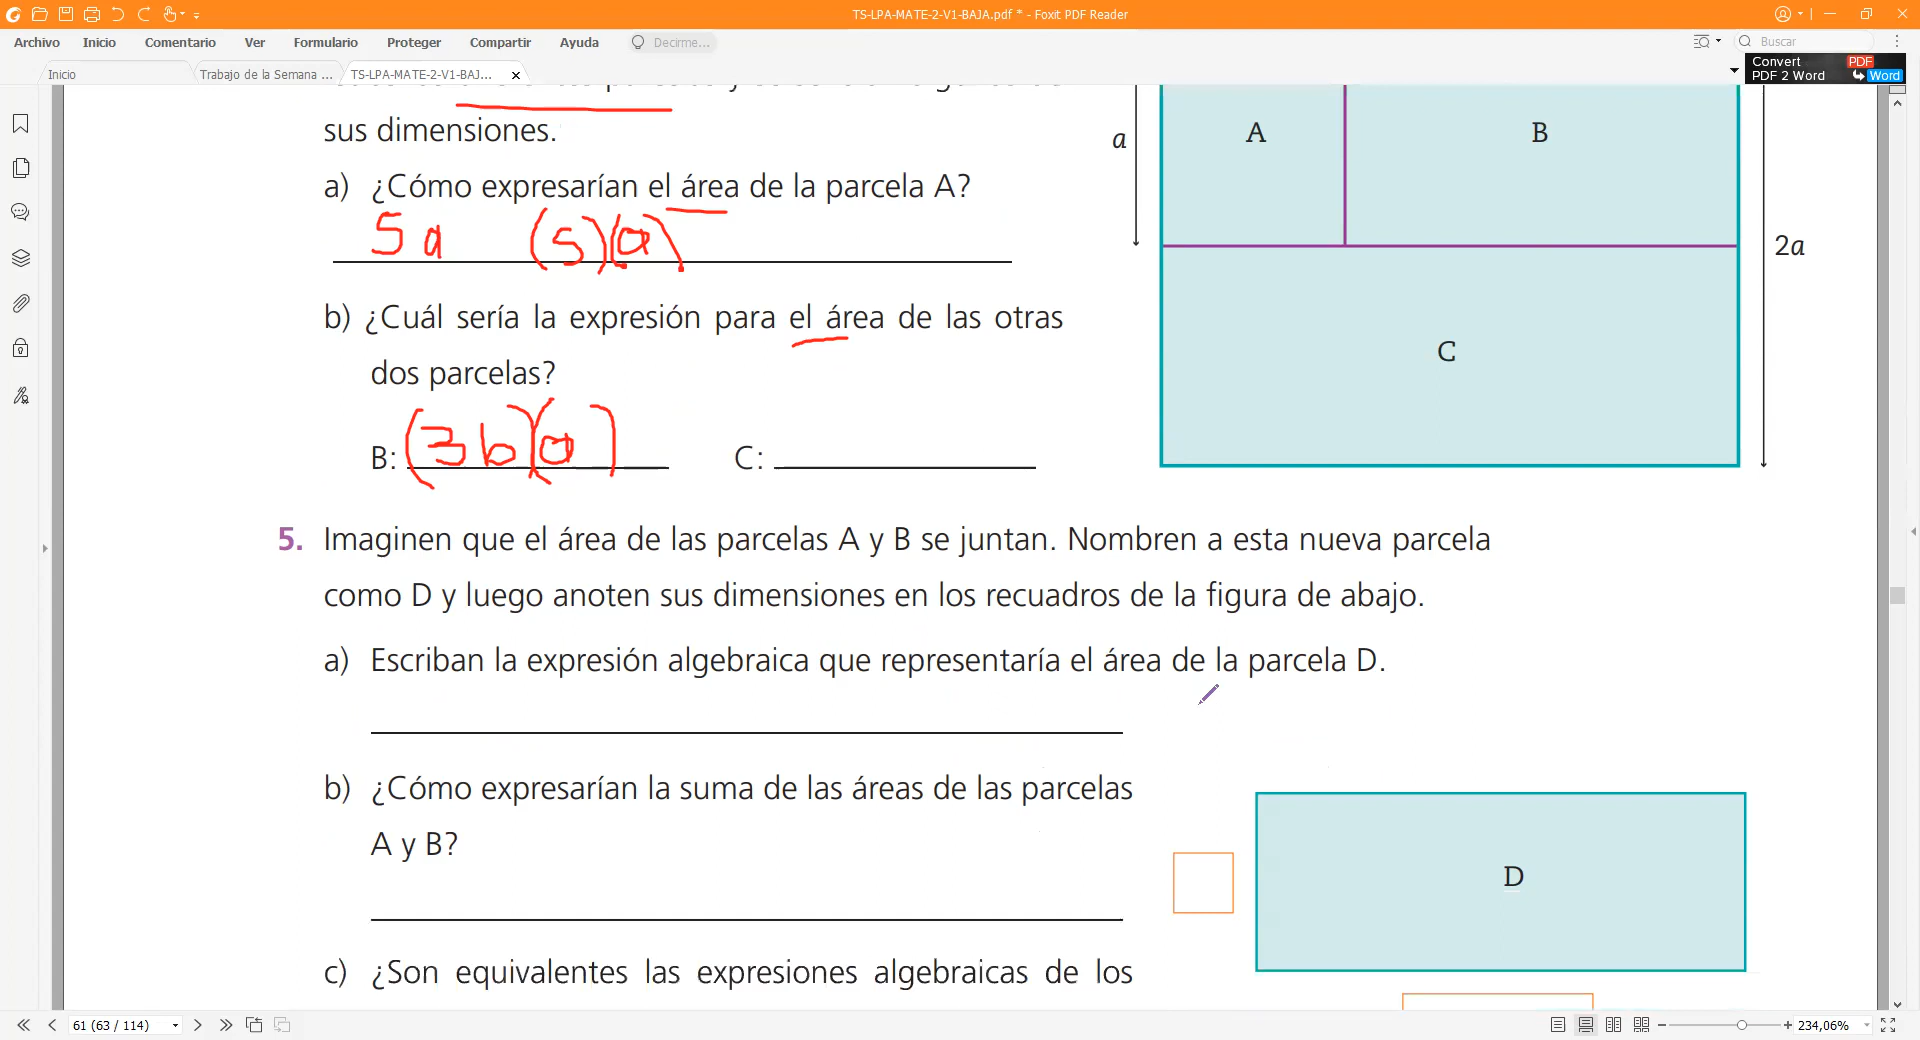 TS-LPA-MATE-2-V1-BAJA.pdf * - Foxit PDF Reader
Archivo Inicio Comentario Ver Formulario Proteger Compartir Ayuda Decirme... Buscar
Inicio Trabajo de la Semana ... TS-LPA-MATE-2-V1-BAJ... Convert PDF 2 Word PDF Word
sus dimensiones.
a) ¿Cómo expresarían el área de la parcela A?
5a (5)(a)
b) ¿Cuál sería la expresión para el área de las otras
dos parcelas?
B: (3b)(a) C:
a A B
2a
C
5. Imaginen que el área de las parcelas A y B se juntan. Nombren a esta nueva parcela
como D y luego anoten sus dimensiones en los recuadros de la figura de abajo.
a) Escriban la expresión algebraica que representaría el área de la parcela D.
b) ¿Cómo expresarían la suma de las áreas de las parcelas
A y B?
D
c) ¿Son equivalentes las expresiones algebraicas de los
61 (63 / 114) 234,06%